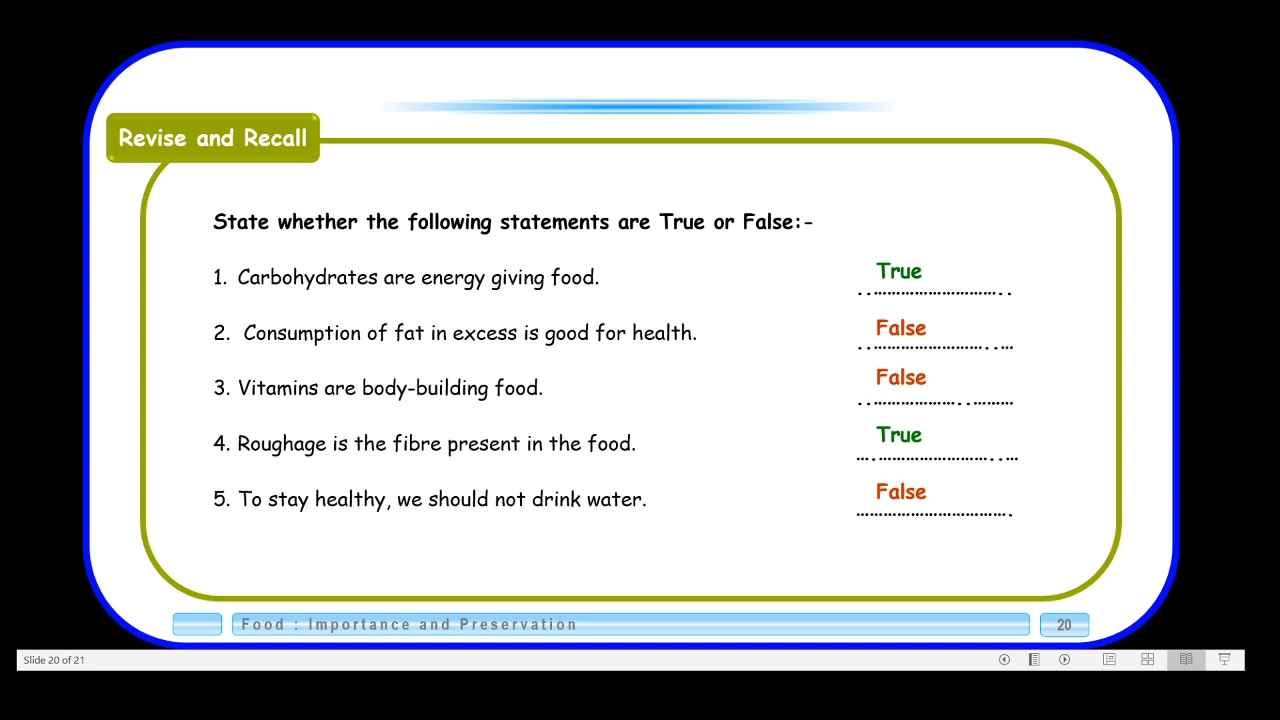 Revise and Recall
State whether the following statements are True or False:-
1. Carbohydrates are energy giving food. True
2. Consumption of fat in excess is good for health. False
3. Vitamins are body-building food. False
4. Roughage is the fibre present in the food. True
5. To stay healthy, we should not drink water. False
Food : Importance and Preservation 20
Slide 20 of 21